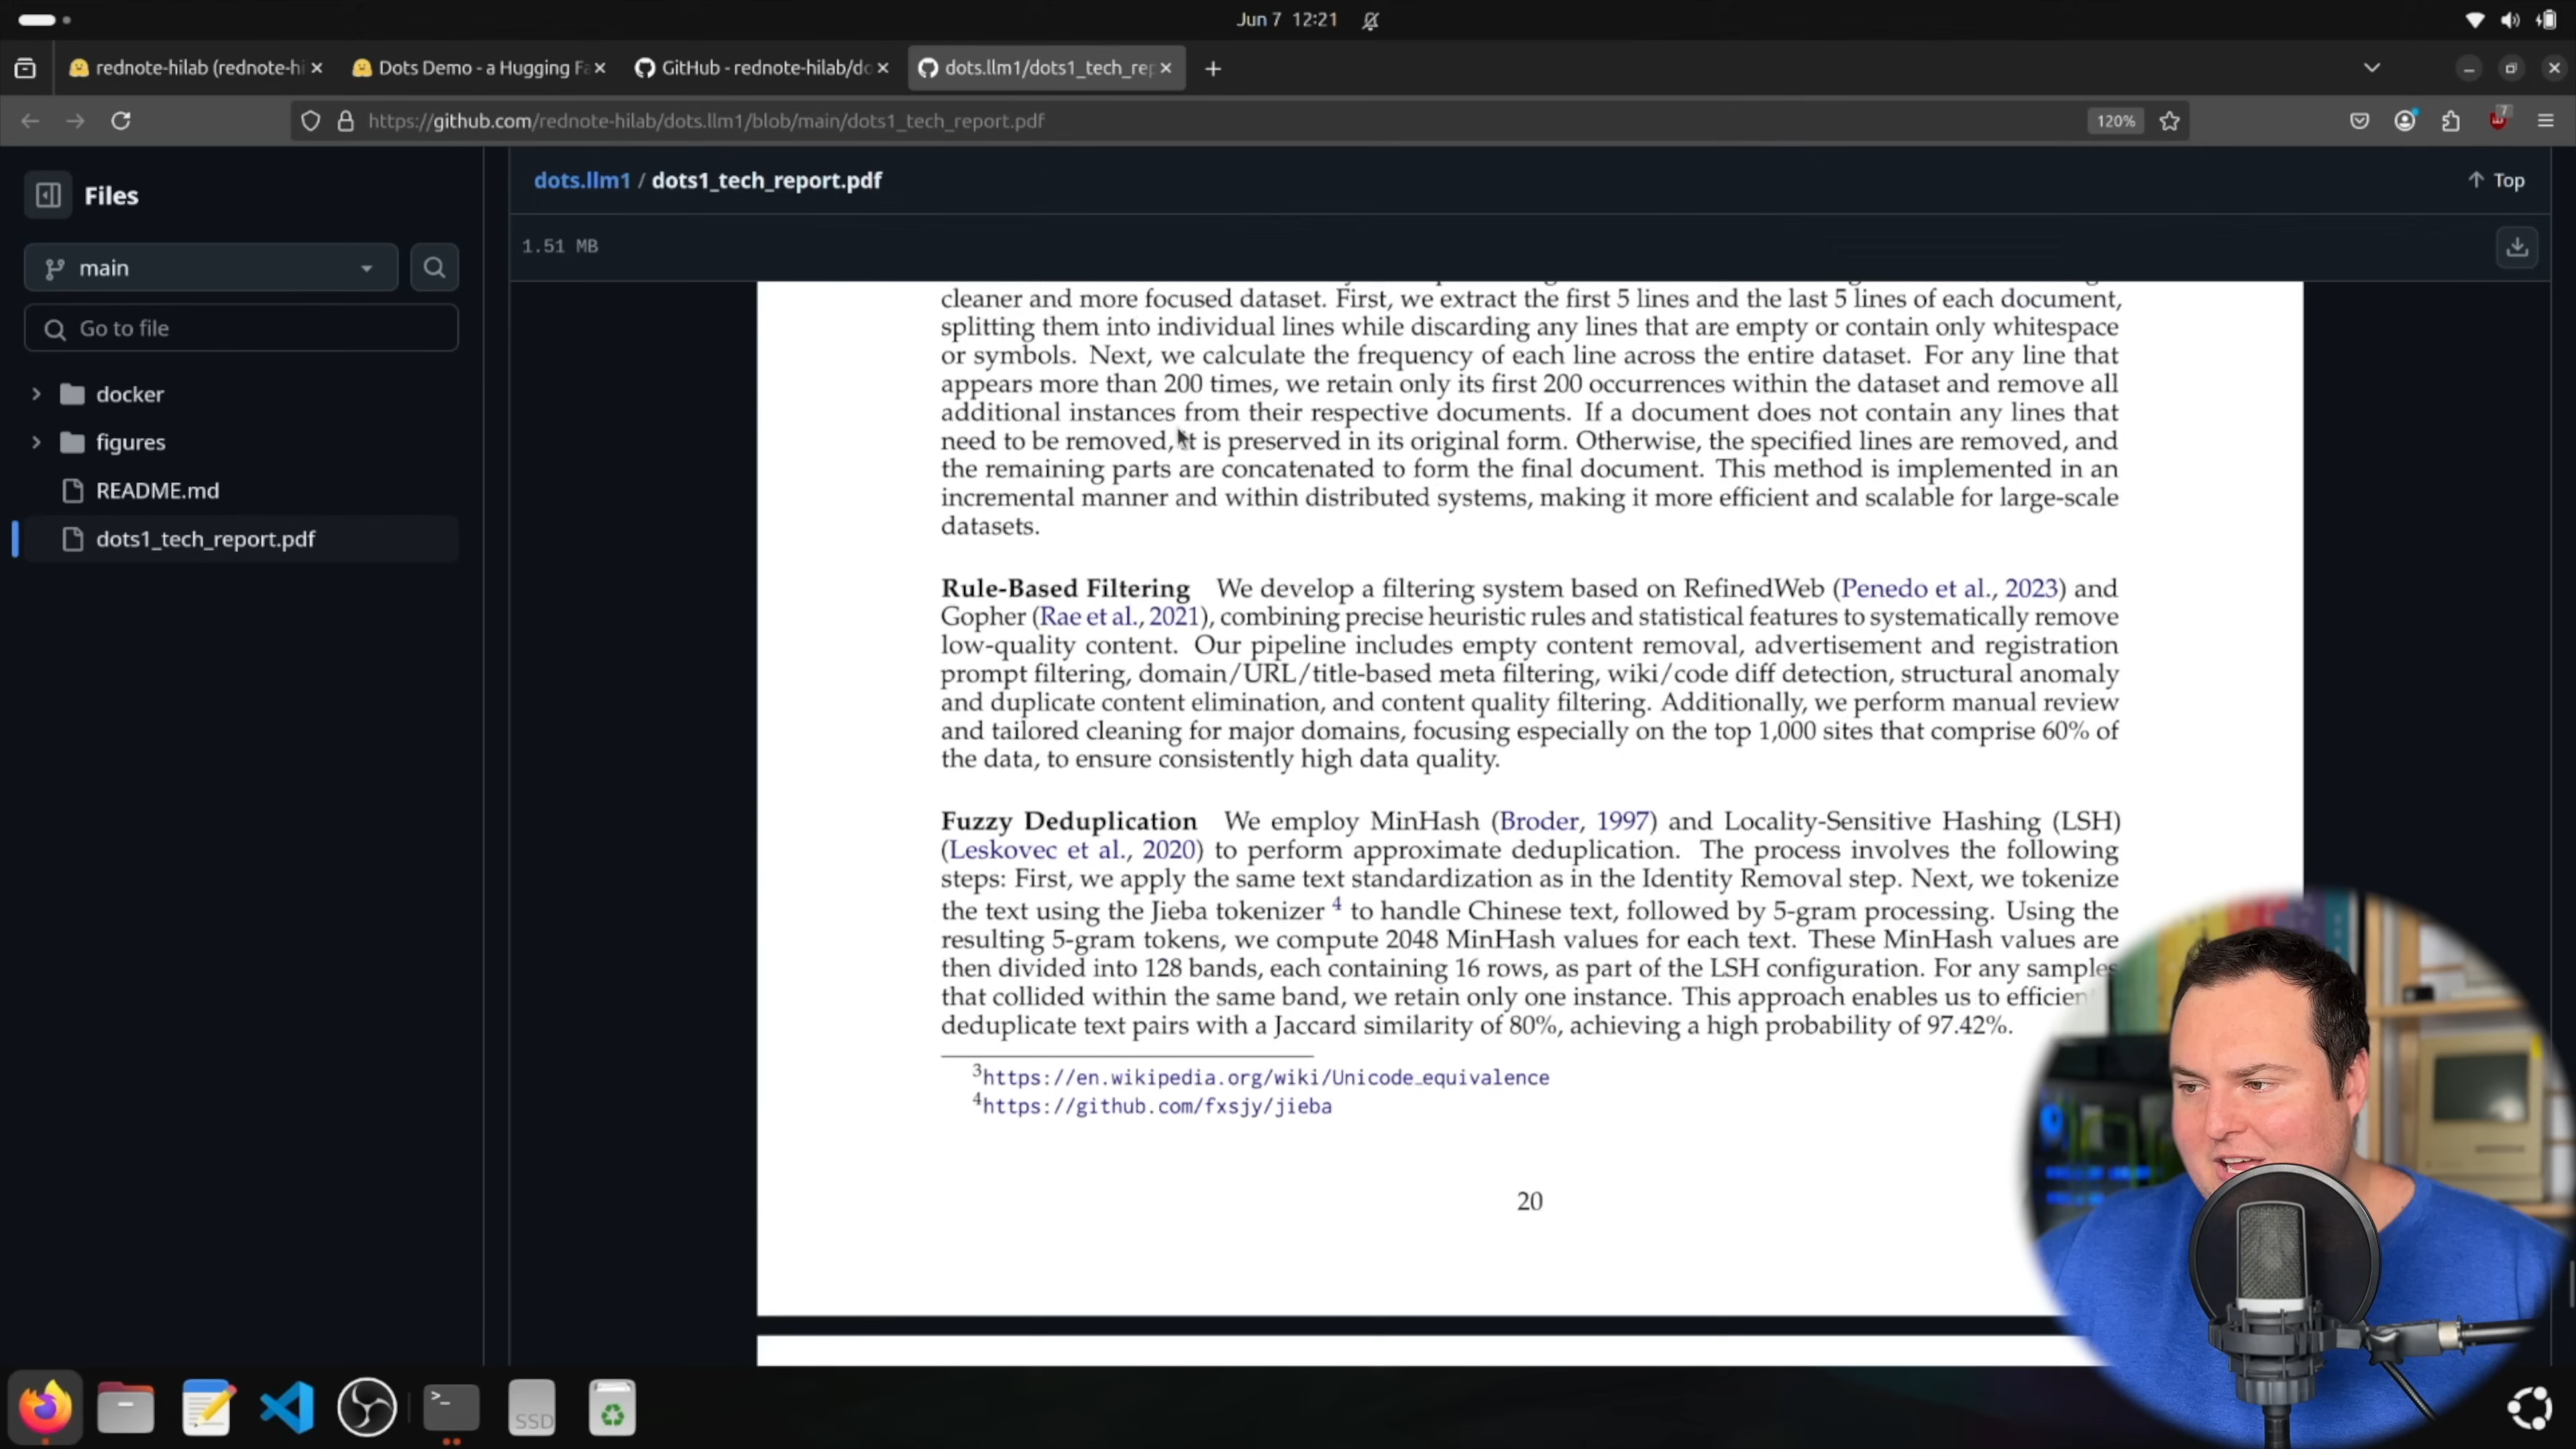 Jun 7 12:21
rednote-hilab (rednote-hi
Dots Demo - a Hugging Fa
GitHub - rednote-hilab/do
dots.llm1/dots1_tech_rep
https://github.com/rednote-hilab/dots.llm1/blob/main/dots1_tech_report.pdf
120%
7
Files
main
Go to file
docker
figures
README.md
dots1_tech_report.pdf
dots.llm1 / dots1_tech_report.pdf
Top
1.51 MB
cleaner and more focused dataset. First, we extract the first 5 lines and the last 5 lines of each document,
splitting them into individual lines while discarding any lines that are empty or contain only whitespace
or symbols. Next, we calculate the frequency of each line across the entire dataset. For any line that
appears more than 200 times, we retain only its first 200 occurrences within the dataset and remove all
additional instances from their respective documents. If a document does not contain any lines that
need to be removed, it is preserved in its original form. Otherwise, the specified lines are removed, and
the remaining parts are concatenated to form the final document. This method is implemented in an
incremental manner and within distributed systems, making it more efficient and scalable for large-scale
datasets.
Rule-Based Filtering We develop a filtering system based on RefinedWeb (Penedo et al., 2023) and
Gopher (Rae et al., 2021), combining precise heuristic rules and statistical features to systematically remove
low-quality content. Our pipeline includes empty content removal, advertisement and registration
prompt filtering, domain/URL/title-based meta filtering, wiki/code diff detection, structural anomaly
and duplicate content elimination, and content quality filtering. Additionally, we perform manual review
and tailored cleaning for major domains, focusing especially on the top 1,000 sites that comprise 60% of
the data, to ensure consistently high data quality.
Fuzzy Deduplication We employ MinHash (Broder, 1997) and Locality-Sensitive Hashing (LSH)
(Leskovec et al., 2020) to perform approximate deduplication. The process involves the following
steps: First, we apply the same text standardization as in the Identity Removal step. Next, we tokenize
the text using the Jieba tokenizer 4 to handle Chinese text, followed by 5-gram processing. Using the
resulting 5-gram tokens, we compute 2048 MinHash values for each text. These MinHash values are
then divided into 128 bands, each containing 16 rows, as part of the LSH configuration. For any samples
that collided within the same band, we retain only one instance. This approach enables us to efficien
deduplicate text pairs with a Jaccard similarity of 80%, achieving a high probability of 97.42%.
3https://en.wikipedia.org/wiki/Unicode_equivalence
4https://github.com/fxsjy/jieba
20
SSD